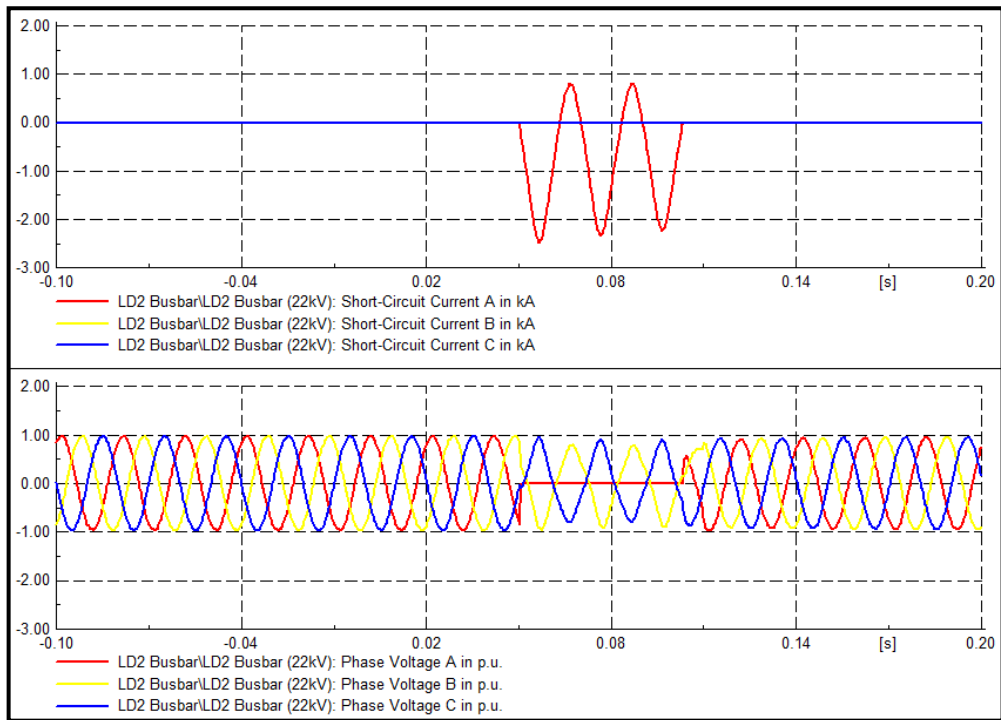 2.00
1.00
0.00
-1.00
-2.00
-3.00
-0.10 -0.04 0.02 0.08 0.14 [s] 0.20
LD2 Busbar\LD2 Busbar (22kV): Short-Circuit Current A in kA
LD2 Busbar\LD2 Busbar (22kV): Short-Circuit Current B in kA
LD2 Busbar\LD2 Busbar (22kV): Short-Circuit Current C in kA
2.00
1.00
0.00
-1.00
-2.00
-3.00
-0.10 -0.04 0.02 0.08 0.14 [s] 0.20
LD2 Busbar\LD2 Busbar (22kV): Phase Voltage A in p.u.
LD2 Busbar\LD2 Busbar (22kV): Phase Voltage B in p.u.
LD2 Busbar\LD2 Busbar (22kV): Phase Voltage C in p.u.